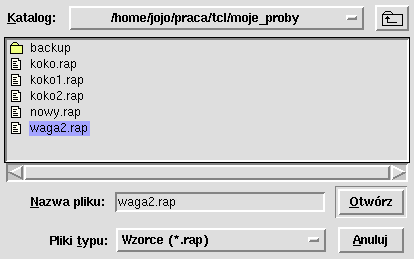 Katalog: /home/jojo/praca/tcl/moje_proby
backup
koko.rap
koko1.rap
koko2.rap
nowy.rap
waga2.rap
Nazwa pliku: waga2.rap Otwórz
Pliki typu: Wzorce (*.rap) Anuluj